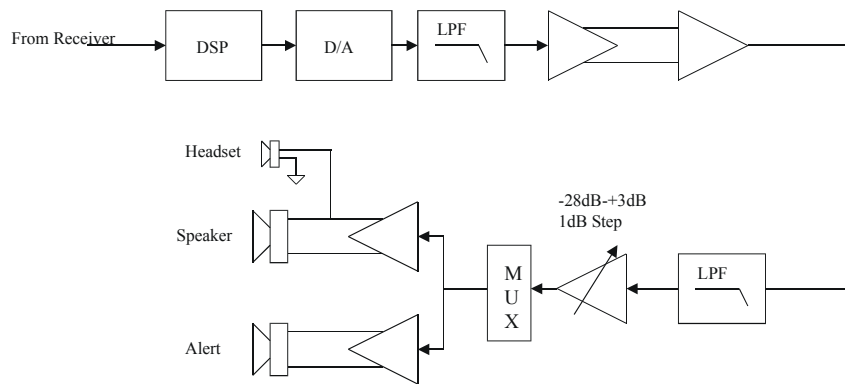 From Receiver
DSP
D/A
LPF
Headset
Speaker
Alert
M
U
X
-28dB-+3dB
1dB Step
LPF